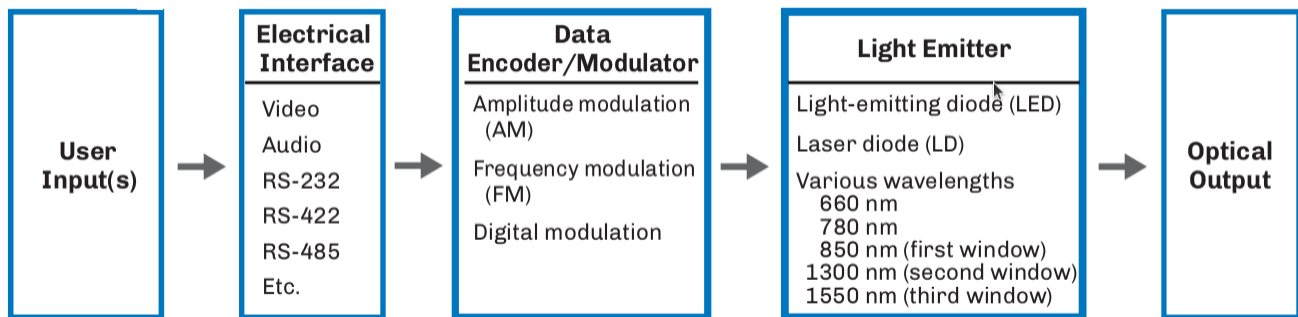 User
Input(s)
Electrical
Interface
Video
Audio
RS-232
RS-422
RS-485
Etc.
Data
Encoder/Modulator
Amplitude modulation
(AM)
Frequency modulation
(FM)
Digital modulation
Light Emitter
Light-emitting diode (LED)
Laser diode (LD)
Various wavelengths
660 nm
780 nm
850 nm (first window)
1300 nm (second window)
1550 nm (third window)
Optical
Output